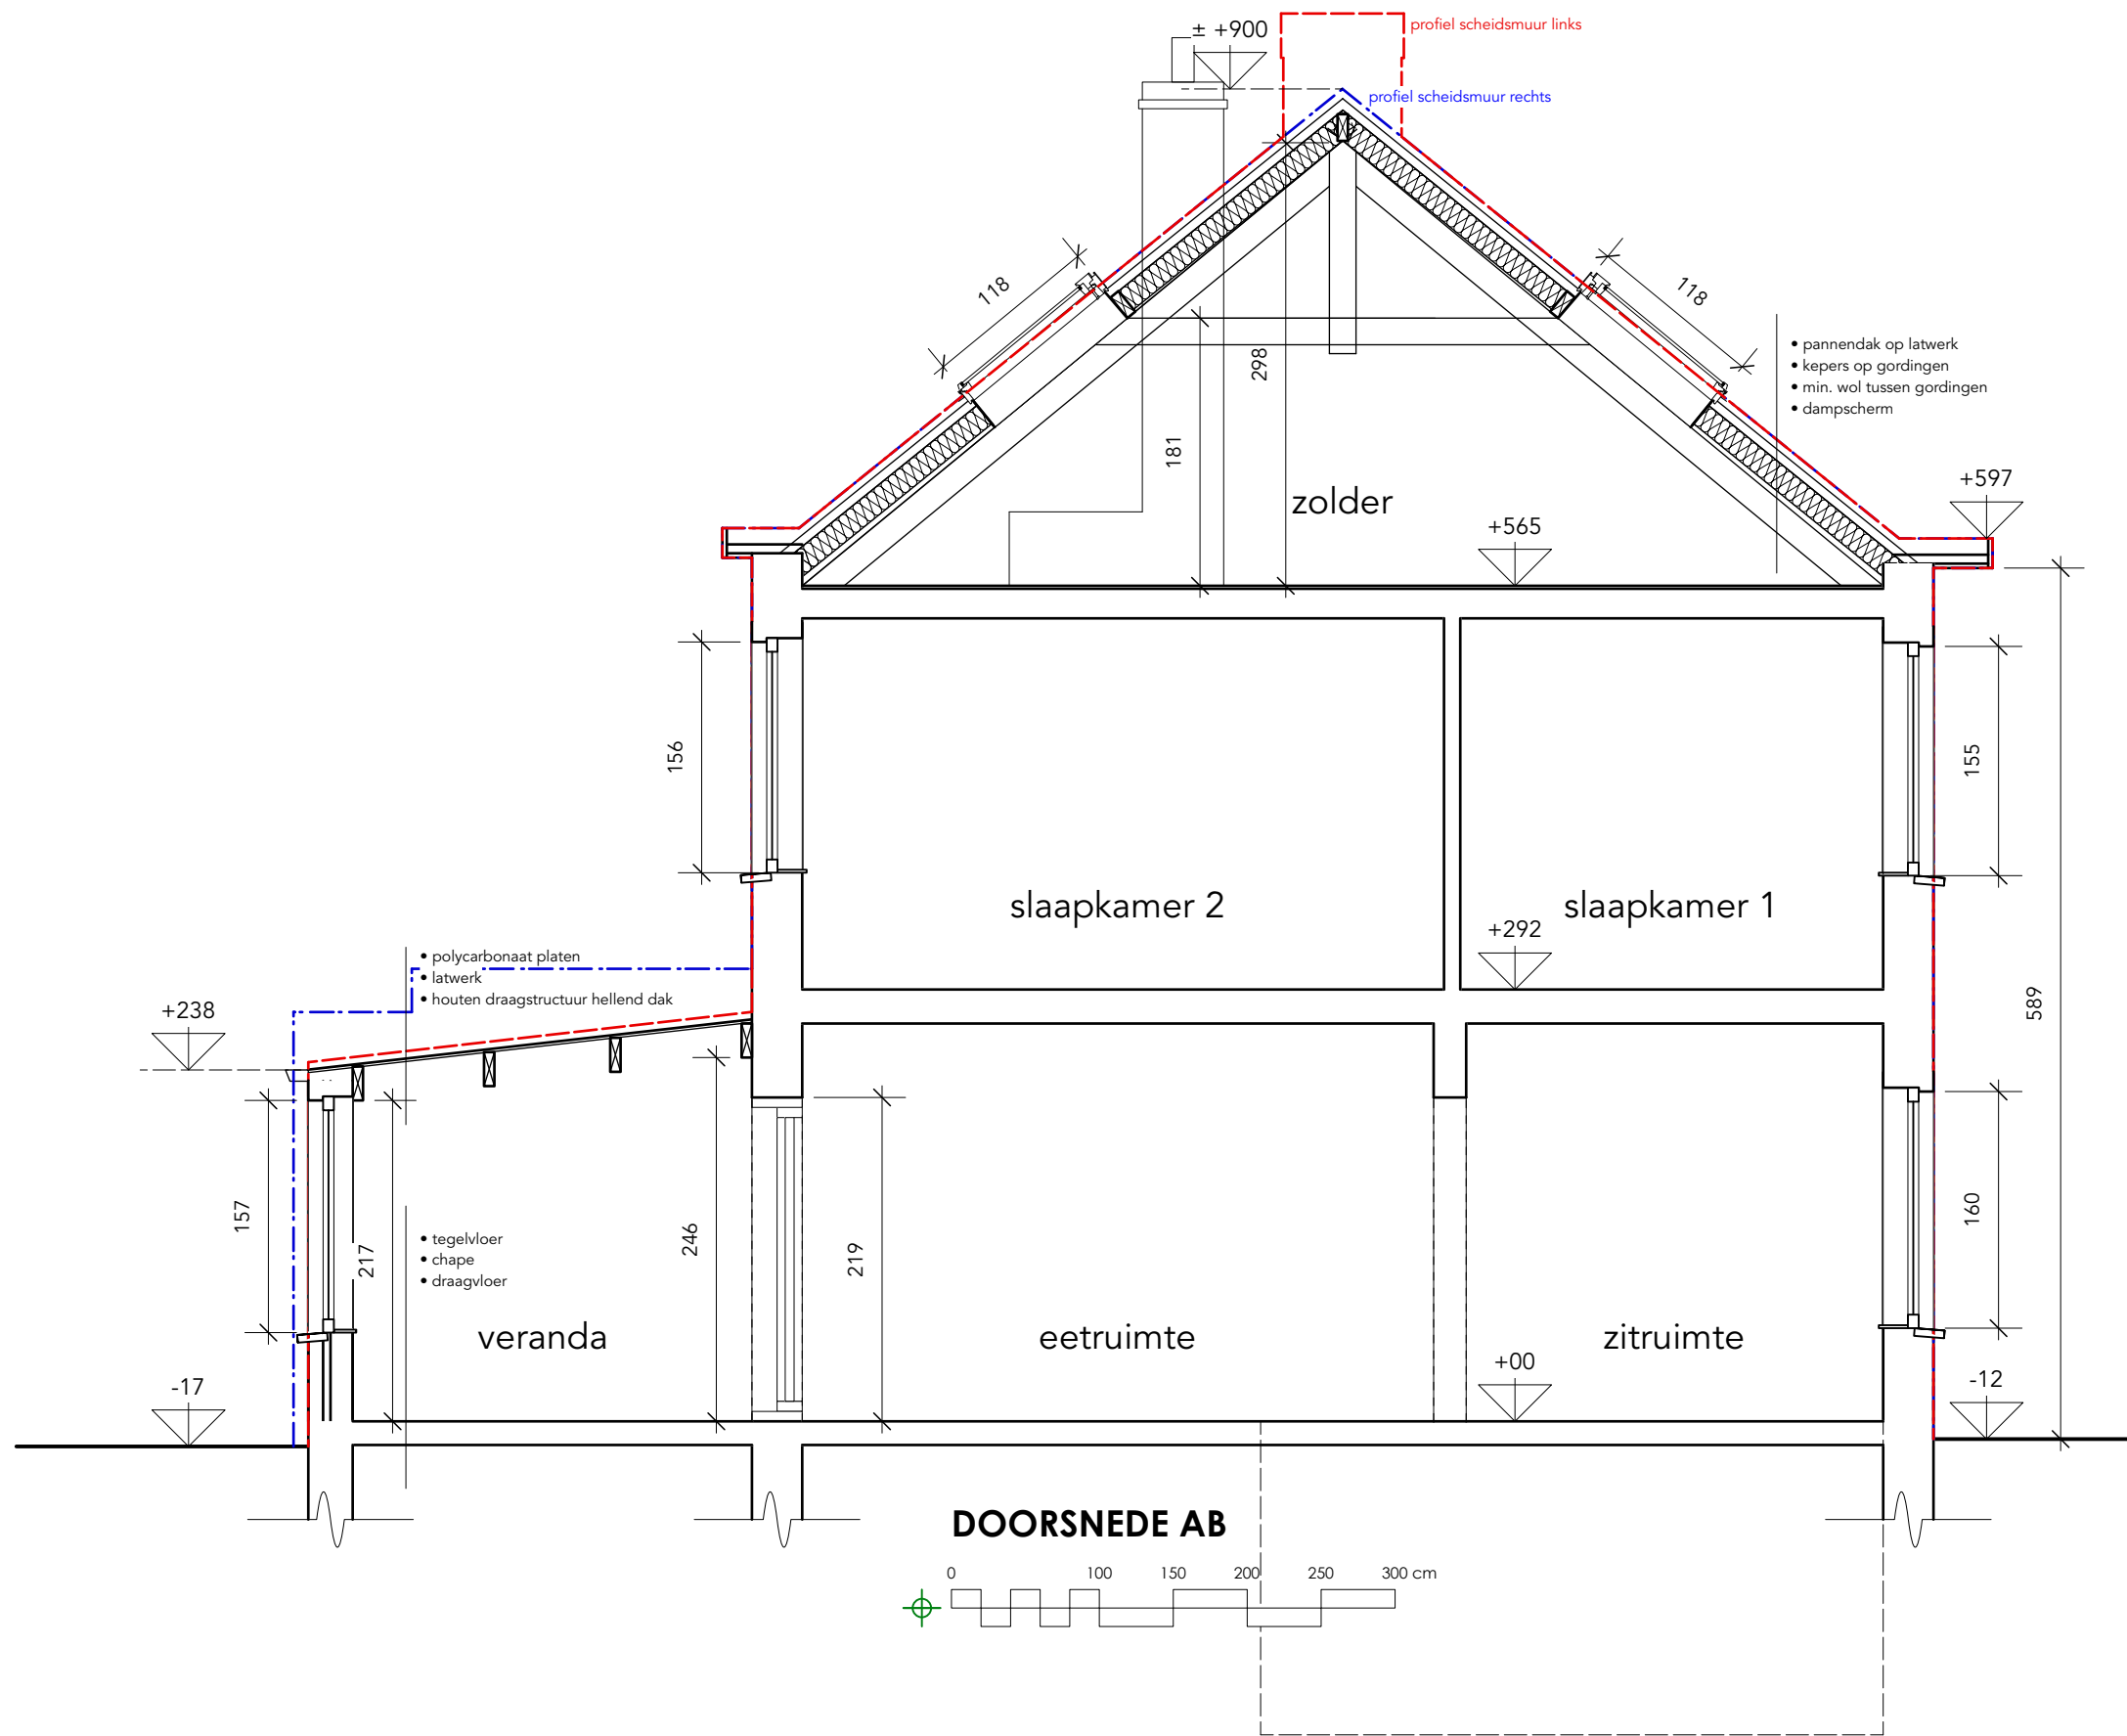 profiel scheidsmuur links
± +900
profiel scheidsmuur rechts
118
118
• pannendak op latwerk
• kepers op gordingen
• min. wol tussen gordingen
• dampscherm
298
181
zolder
+597
+565
156
155
slaapkamer 2
slaapkamer 1
+292
• polycarbonaat platen
• latwerk
• houten draagstructuur hellend dak
+238
589
157
217
• tegelvloer
• chape
• draagvloer
246
219
160
veranda
eetruimte
zitruimte
+00
-17
-12
DOORSNEDE AB
0 100 150 200 250 300 cm